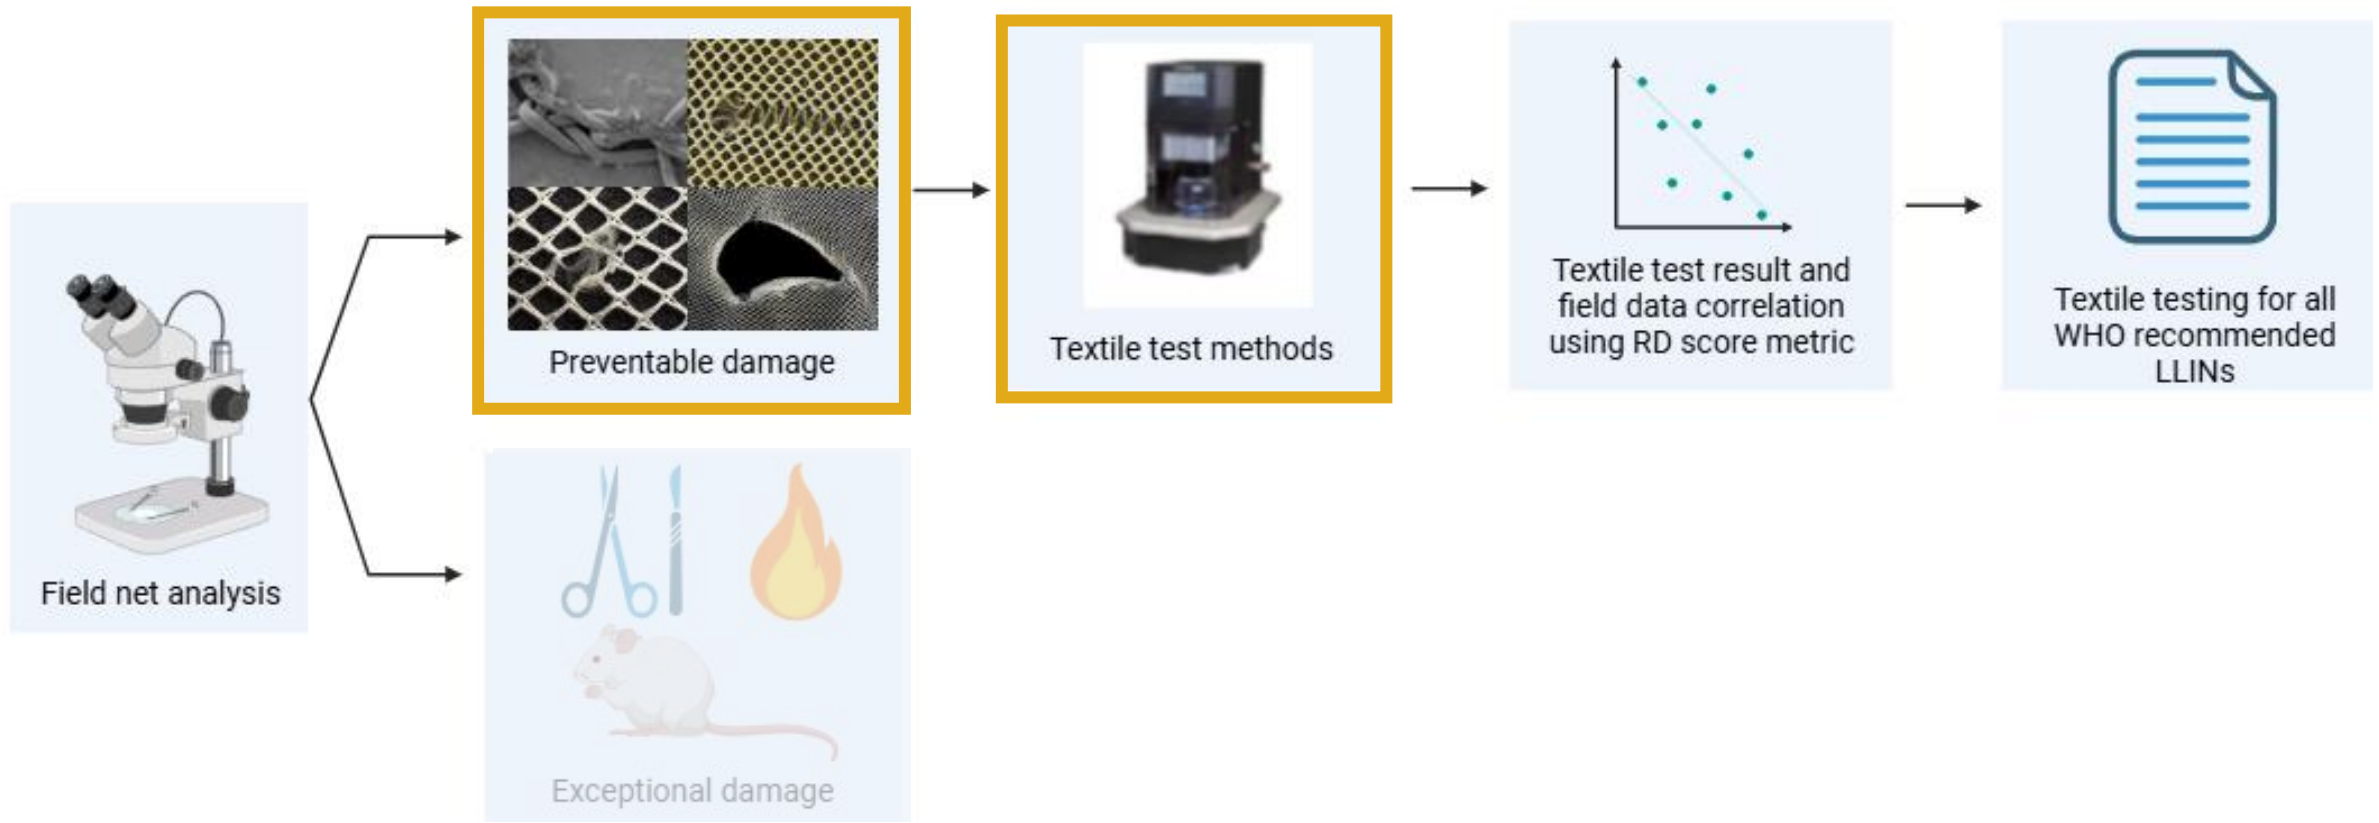 Field net analysis
Preventable damage
Exceptional damage
Textile test methods
Textile test result and
field data correlation
using RD score metric
Textile testing for all
WHO recommended
LLINs